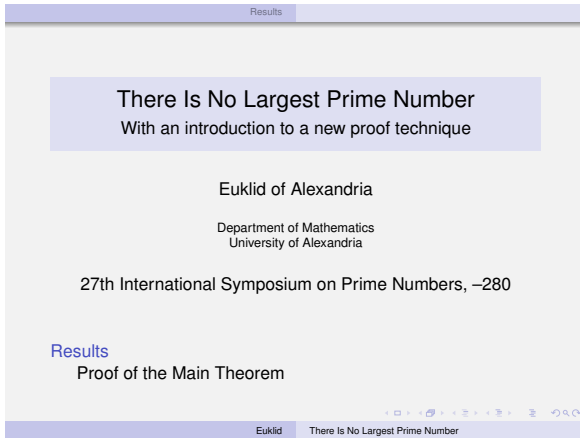 Results
There Is No Largest Prime Number
With an introduction to a new proof technique
Euklid of Alexandria
Department of Mathematics
University of Alexandria
27th International Symposium on Prime Numbers, –280
Results
Proof of the Main Theorem
Euklid There Is No Largest Prime Number